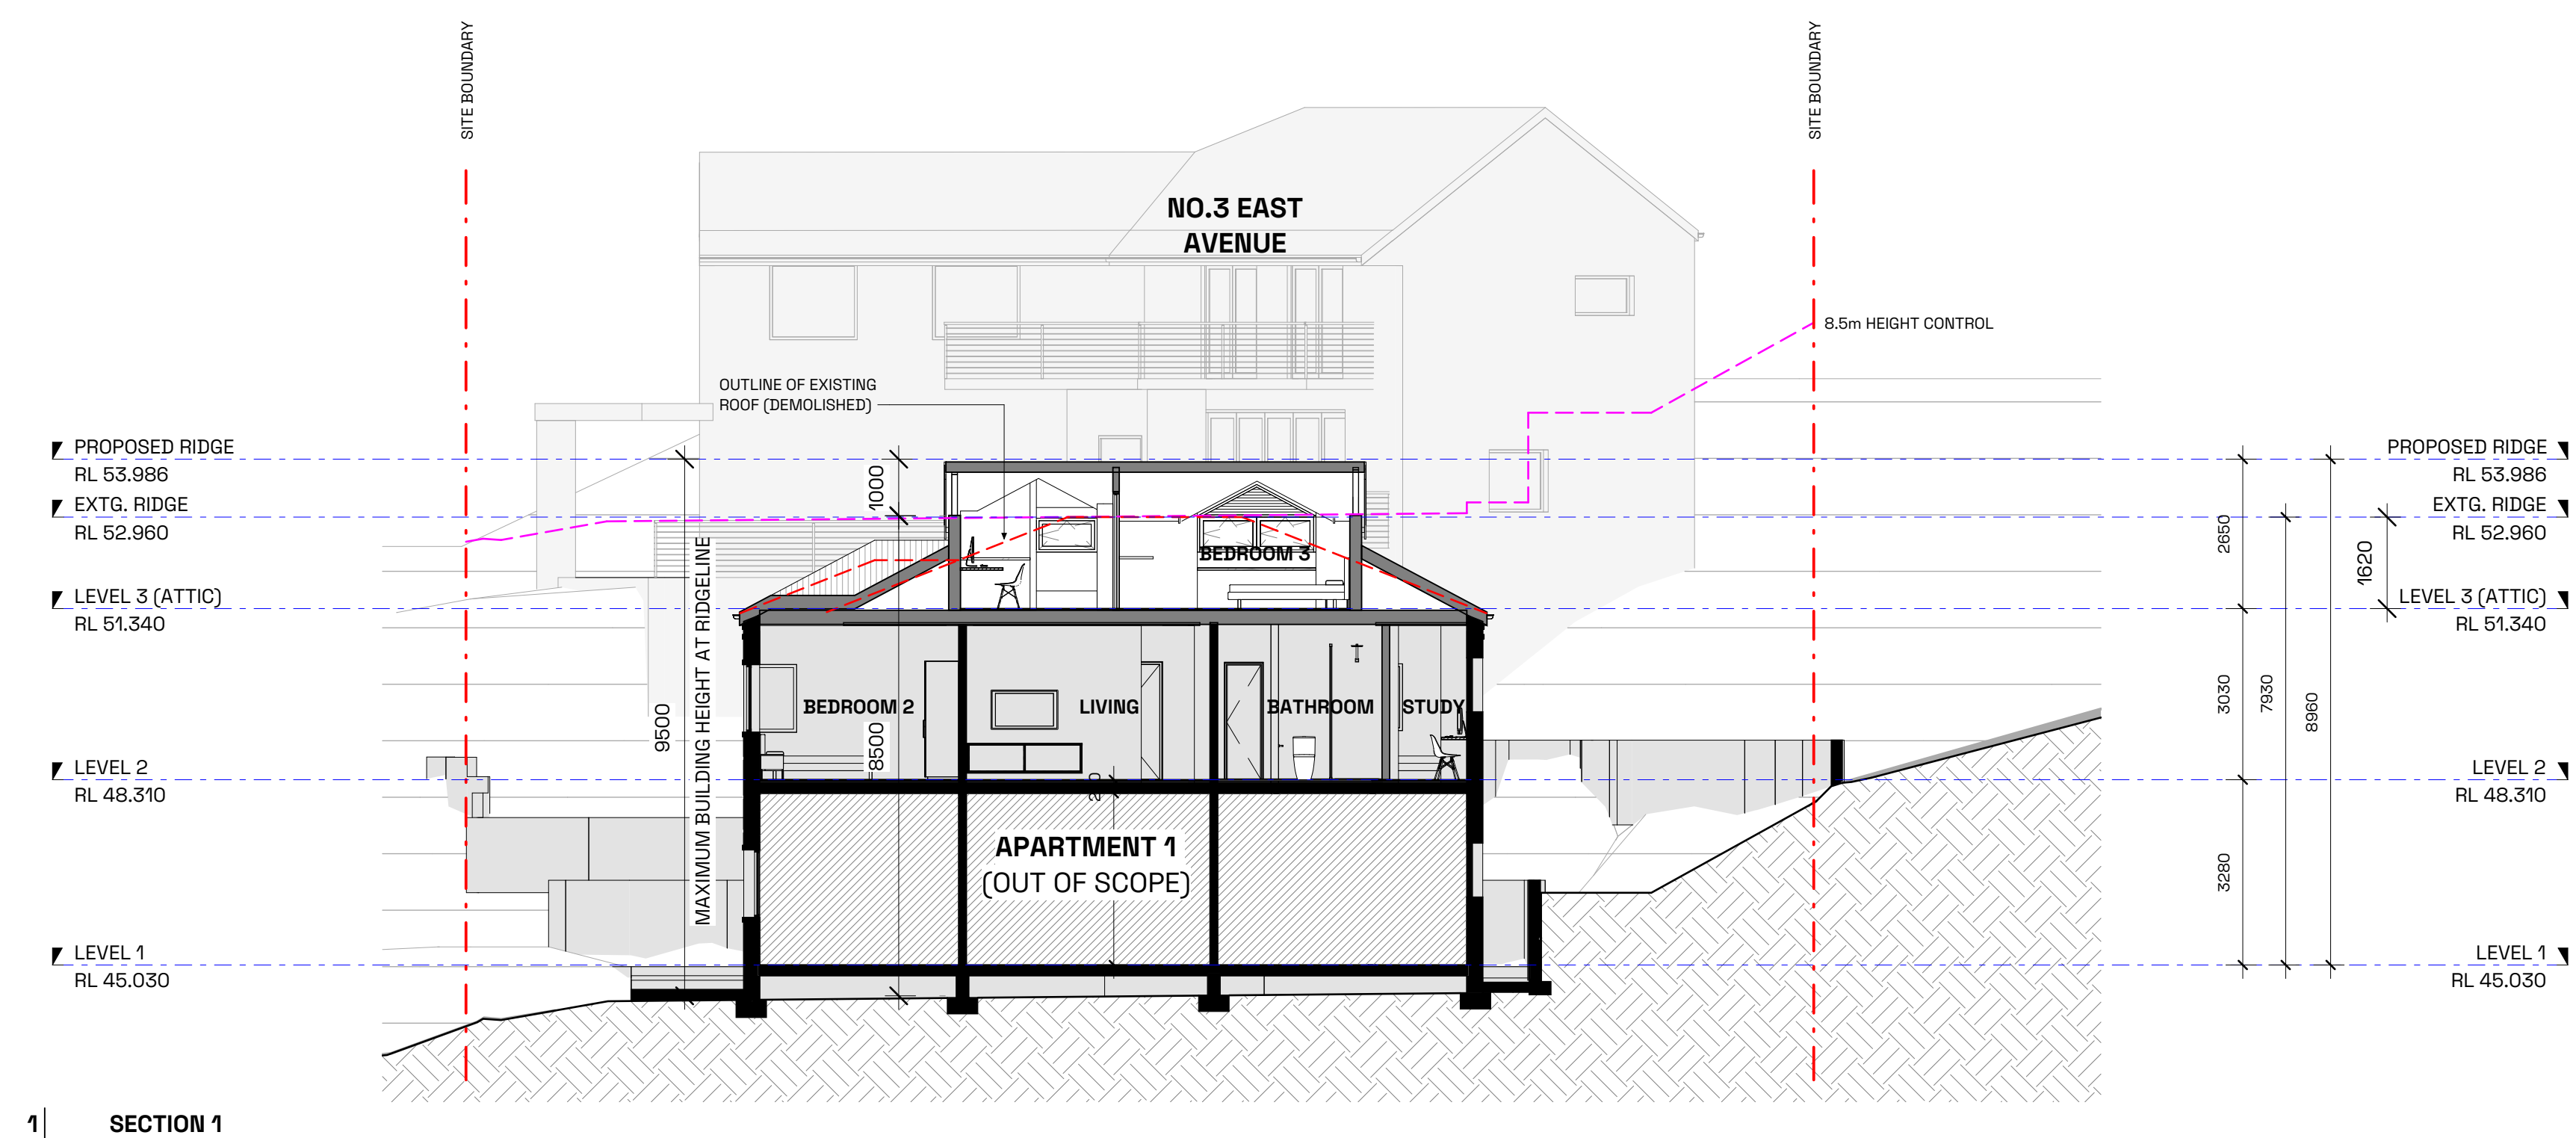 SITE BOUNDARY
SITE BOUNDARY
NO.3 EAST
AVENUE
8.5m HEIGHT CONTROL
OUTLINE OF EXISTING
ROOF (DEMOLISHED)
PROPOSED RIDGE
RL 53.986
EXTG. RIDGE
RL 52.960
LEVEL 3 (ATTIC)
RL 51.340
LEVEL 2
RL 48.310
LEVEL 1
RL 45.030
9500
MAXIMUM BUILDING HEIGHT AT RIDGELINE
1000
8500
BEDROOM 3
BEDROOM 2
LIVING
BATHROOM
STUDY
APARTMENT 1
(OUT OF SCOPE)
2650
3030
3280
7930
8960
1620
PROPOSED RIDGE
RL 53.986
EXTG. RIDGE
RL 52.960
LEVEL 3 (ATTIC)
RL 51.340
LEVEL 2
RL 48.310
LEVEL 1
RL 45.030
1
SECTION 1